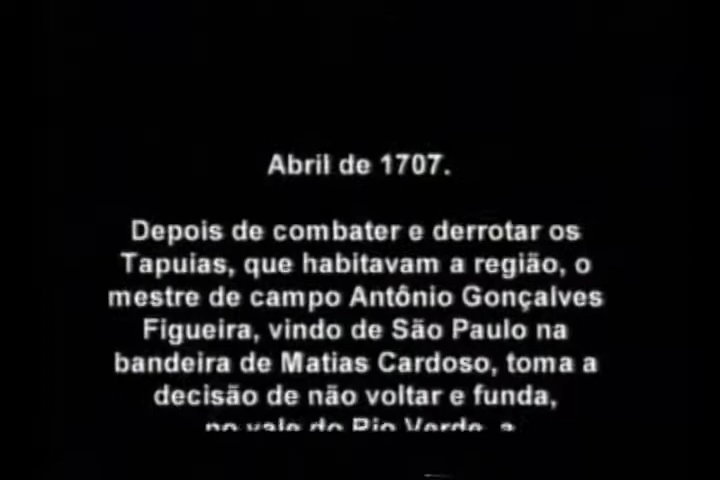 Abril de 1707.
Depois de combater e derrotar os
Tapuias, que habitavam a região, o
mestre de campo Antônio Gonçalves
Figueira, vindo de São Paulo na
bandeira de Matias Cardoso, toma a
decisão de não voltar e funda,
no vale do Rio Verde, a